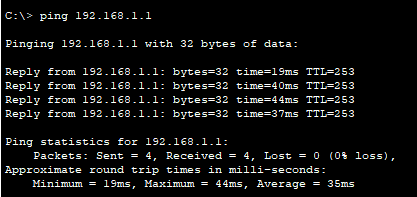 C:\> ping 192.168.1.1
Pinging 192.168.1.1 with 32 bytes of data:
Reply from 192.168.1.1: bytes=32 time=19ms TTL=253
Reply from 192.168.1.1: bytes=32 time=40ms TTL=253
Reply from 192.168.1.1: bytes=32 time=44ms TTL=253
Reply from 192.168.1.1: bytes=32 time=37ms TTL=253
Ping statistics for 192.168.1.1:
    Packets: Sent = 4, Received = 4, Lost = 0 (0% loss),
Approximate round trip times in milli-seconds:
    Minimum = 19ms, Maximum = 44ms, Average = 35ms